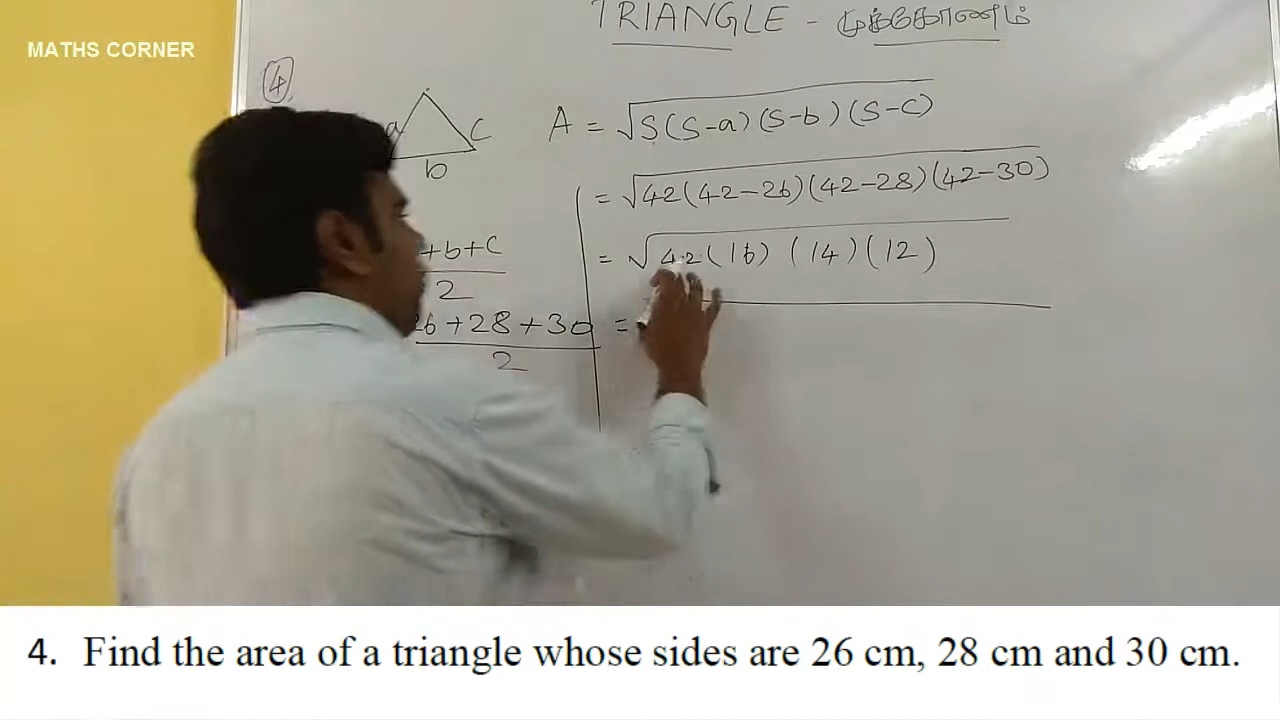 MATHS CORNER
TRIANGLE - முக்கோணம்
4
a
c
b
A = √S(S-a)(S-b)(S-c)
= √42(42-26)(42-28)(42-30)
= √42(16)(14)(12)
+b+c
2
26+28+30
2
=
4. Find the area of a triangle whose sides are 26 cm, 28 cm and 30 cm.